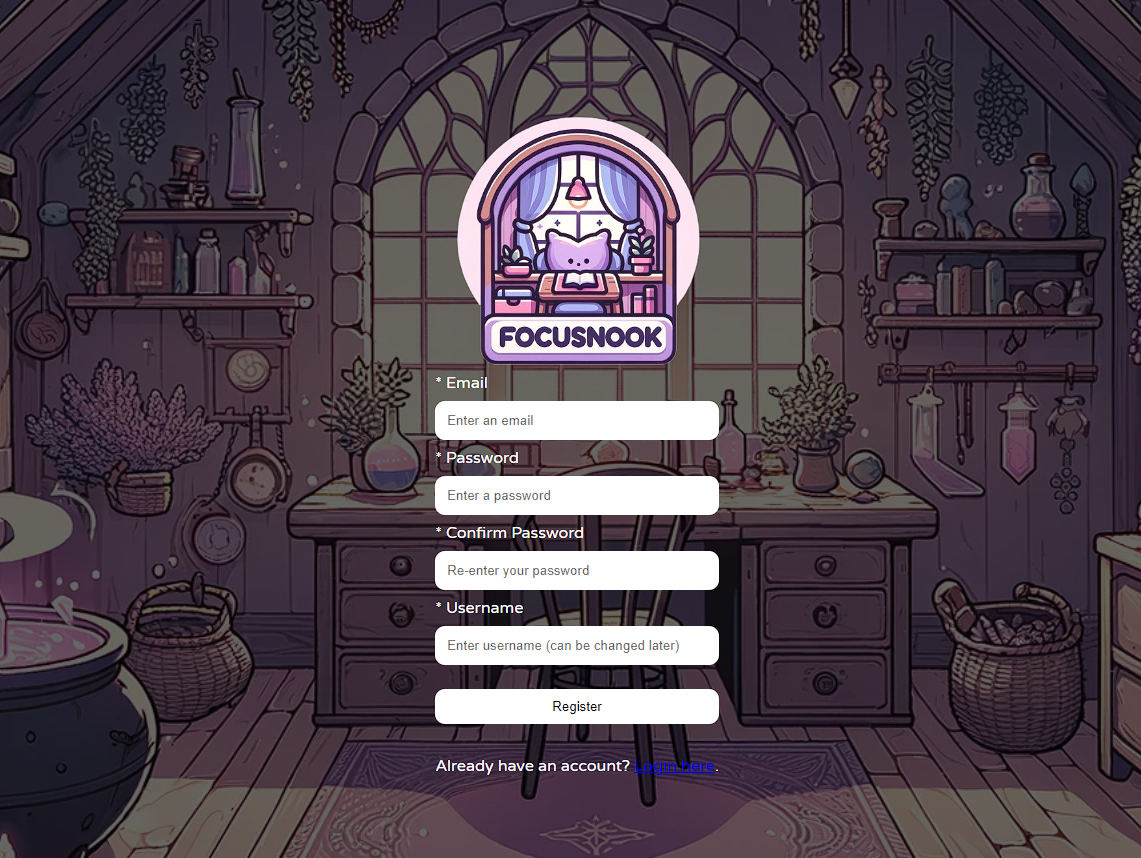 FOCUSNOOK
* Email
Enter an email
* Password
Enter a password
* Confirm Password
Re-enter your password
* Username
Enter username (can be changed later)
Register
Already have an account? Login here.